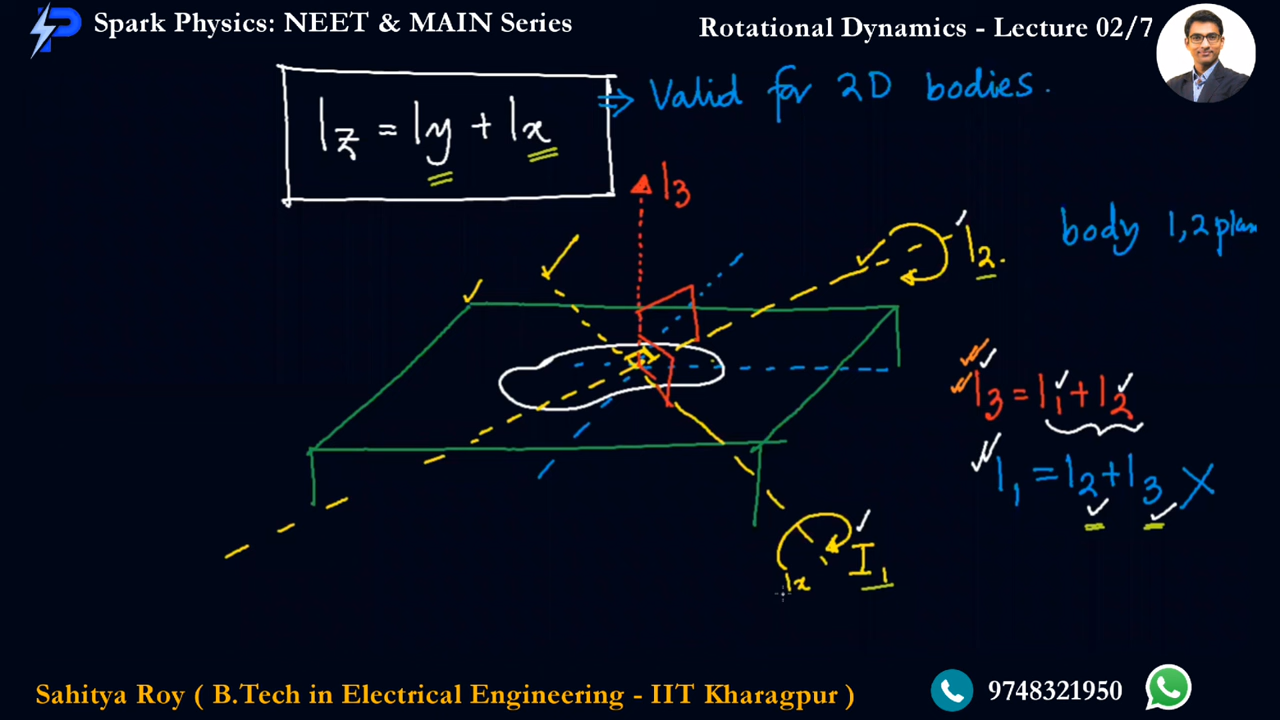 Spark Physics: NEET & MAIN Series
Rotational Dynamics - Lecture 02/7
Iz = Iy + Ix
⇒ Valid for 2D bodies.
I3
I2.
body 1,2 plan
I3 = I1 + I2
I1 = I2 + I3 ×
I1
Ix
Sahitya Roy ( B.Tech in Electrical Engineering - IIT Kharagpur )
9748321950